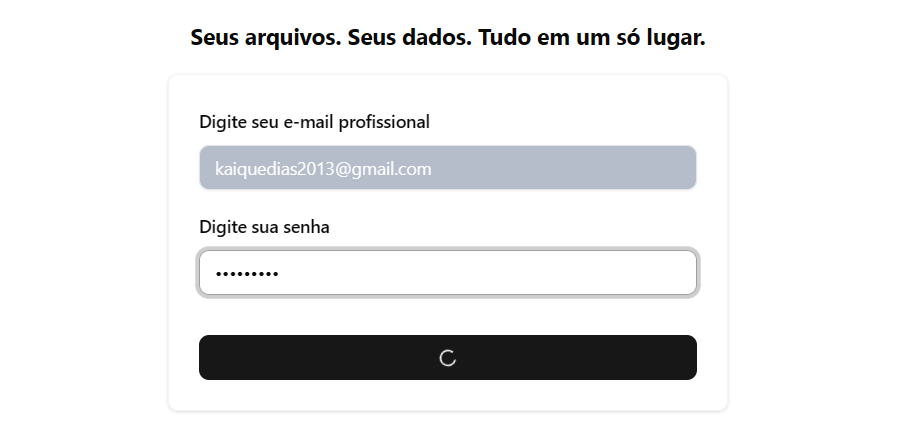 Seus arquivos. Seus dados. Tudo em um só lugar.
Digite seu e-mail profissional
kaiquedias2013@gmail.com
Digite sua senha
•••••••••